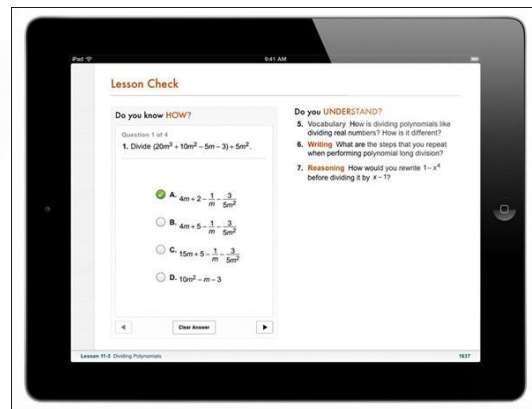 iPad
9:41 AM
Lesson Check
Do you know HOW?
Question 1 of 4
1. Divide (20m³ + 10m² − 5m − 3) ÷ 5m².
A. 4m + 2 − 1/m − 3/5m²
B. 4m + 5 − 1/m − 3/5m²
C. 15m + 5 − 1/m − 3/5m²
D. 10m² − m − 3
Clear Answer
Do you UNDERSTAND?
5. Vocabulary How is dividing polynomials like
dividing real numbers? How is it different?
6. Writing What are the steps that you repeat
when performing polynomial long division?
7. Reasoning How would you rewrite 1 − x⁴
before dividing it by x − 1?
Lesson 11-3 Dividing Polynomials
1637